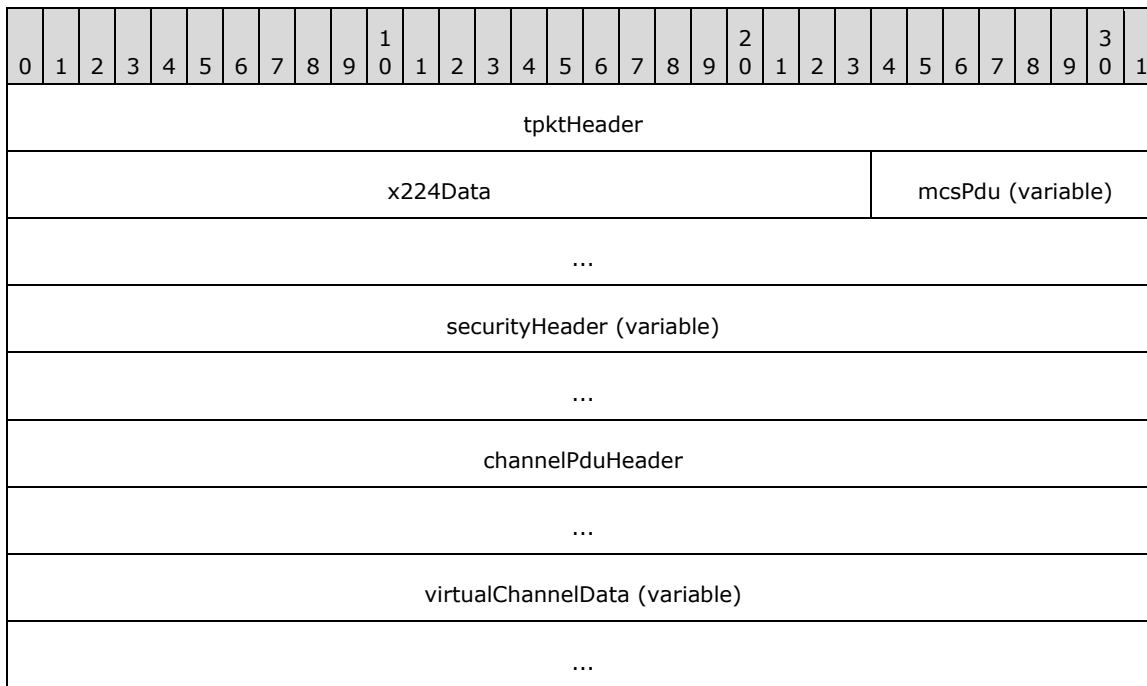 1 2 3
0 1 2 3 4 5 6 7 8 9 0 1 2 3 4 5 6 7 8 9 0 1 2 3 4 5 6 7 8 9 0 1
tpktHeader
x224Data mcsPdu (variable)
...
securityHeader (variable)
...
channelPduHeader
...
virtualChannelData (variable)
...